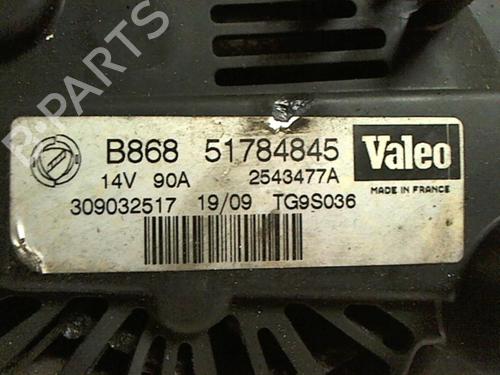 B-PARTS
B868 51784845
Valeo
14V 90A 2543477A
MADE IN FRANCE
309032517 19/09 TG9S036